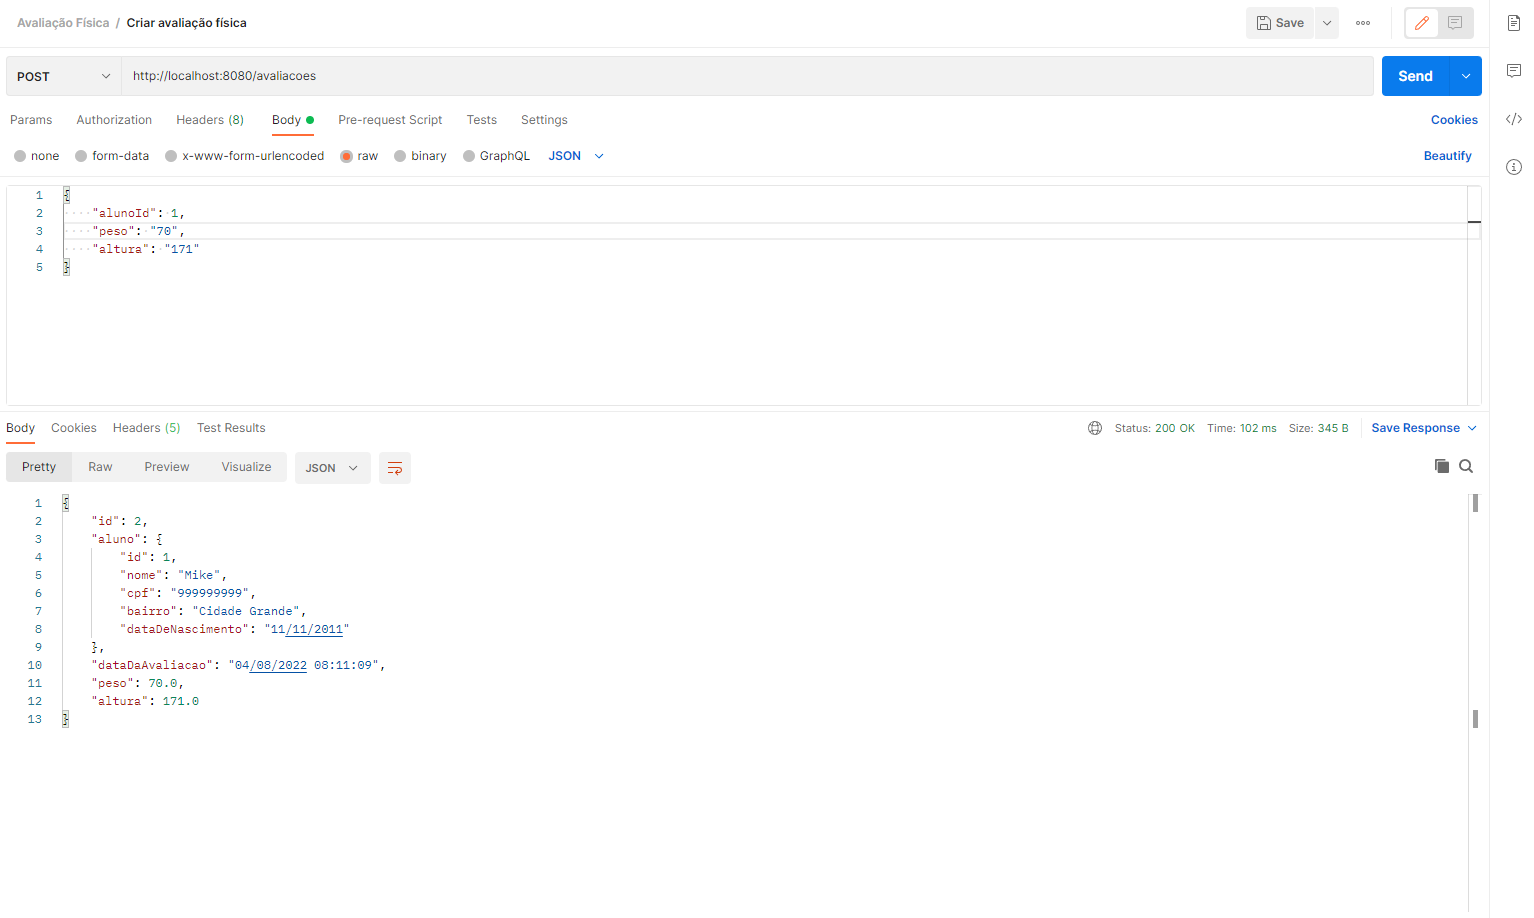 Avaliação Física / Criar avaliação física
Save
POST
http://localhost:8080/avaliacoes
Send
Params Authorization Headers (8) Body Pre-request Script Tests Settings
Cookies
none form-data x-www-form-urlencoded raw binary GraphQL JSON
Beautify
1 {
2 ····"alunoId":·1,
3 ····"peso":·"70",
4 ····"altura":·"171"
5 }
Body Cookies Headers (5) Test Results
Status: 200 OK Time: 102 ms Size: 345 B
Save Response
Pretty Raw Preview Visualize JSON
1 {
2 "id": 2,
3 "aluno": {
4 "id": 1,
5 "nome": "Mike",
6 "cpf": "999999999",
7 "bairro": "Cidade Grande",
8 "dataDeNascimento": "11/11/2011"
9 },
10 "dataDaAvaliacao": "04/08/2022 08:11:09",
11 "peso": 70.0,
12 "altura": 171.0
13 }